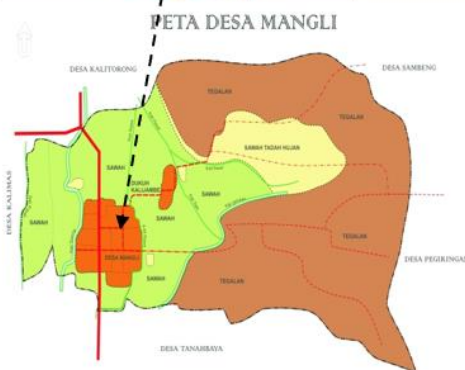 PETA DESA MANGLI
DESA KALITORONG
DESA SAMBENG
TEGALAN
TEGALAN
SAWAH TADAH HUJAN
SAWAH
DUKUH
SAWAH
SAWAH
SAWAH
TEGALAN
DESA KALIMAS
DESA MANGLI
SAWAH
TEGALAN
DESA PEGIRINGAN
DESA TANAHBAYA